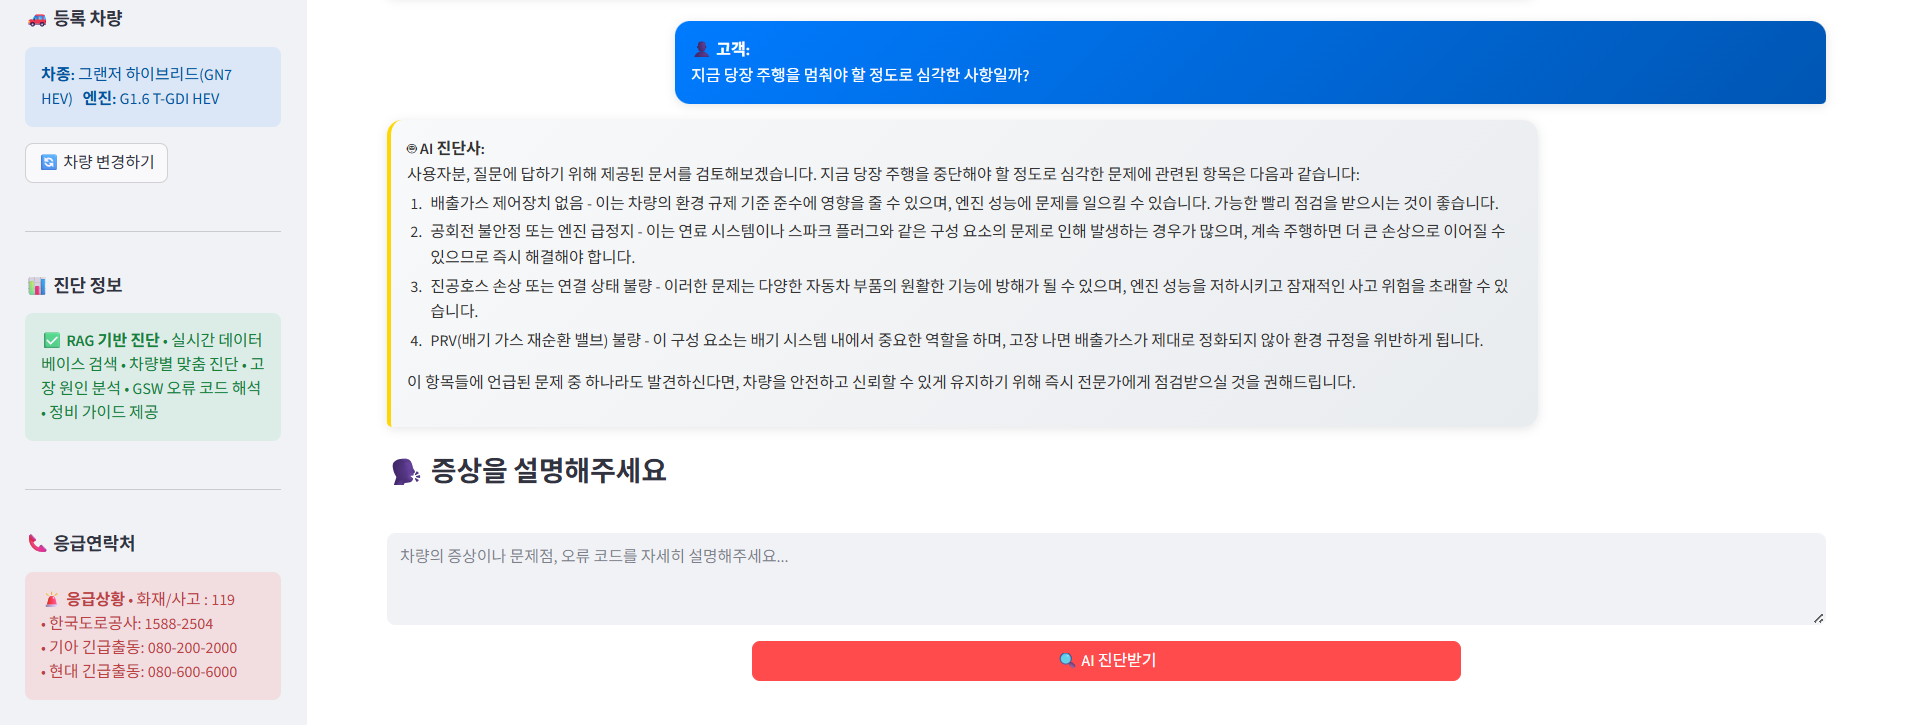 등록 차량
차종: 그랜저 하이브리드(GN7
HEV) 엔진: G1.6 T-GDI HEV
차량 변경하기
진단 정보
RAG 기반 진단 • 실시간 데이터
베이스 검색 • 차량별 맞춤 진단 • 고
장 원인 분석 • GSW 오류 코드 해석
• 정비 가이드 제공
응급연락처
응급상황 • 화재/사고 : 119
• 한국도로공사: 1588-2504
• 기아 긴급출동: 080-200-2000
• 현대 긴급출동: 080-600-6000
고객:
지금 당장 주행을 멈춰야 할 정도로 심각한 사항일까?
AI 진단사:
사용자분, 질문에 답하기 위해 제공된 문서를 검토해보겠습니다. 지금 당장 주행을 중단해야 할 정도로 심각한 문제에 관련된 항목은 다음과 같습니다:
1. 배출가스 제어장치 없음 - 이는 차량의 환경 규제 기준 준수에 영향을 줄 수 있으며, 엔진 성능에 문제를 일으킬 수 있습니다. 가능한 빨리 점검을 받으시는 것이 좋습니다.
2. 공회전 불안정 또는 엔진 급정지 - 이는 연료 시스템이나 스파크 플러그와 같은 구성 요소의 문제로 인해 발생하는 경우가 많으며, 계속 주행하면 더 큰 손상으로 이어질 수
있으므로 즉시 해결해야 합니다.
3. 진공호스 손상 또는 연결 상태 불량 - 이러한 문제는 다양한 자동차 부품의 원활한 기능에 방해가 될 수 있으며, 엔진 성능을 저하시키고 잠재적인 사고 위험을 초래할 수 있
습니다.
4. PRV(배기 가스 재순환 밸브) 불량 - 이 구성 요소는 배기 시스템 내에서 중요한 역할을 하며, 고장 나면 배출가스가 제대로 정화되지 않아 환경 규정을 위반하게 됩니다.
이 항목들에 언급된 문제 중 하나라도 발견하신다면, 차량을 안전하고 신뢰할 수 있게 유지하기 위해 즉시 전문가에게 점검받으실 것을 권해드립니다.
증상을 설명해주세요
차량의 증상이나 문제점, 오류 코드를 자세히 설명해주세요...
AI 진단받기